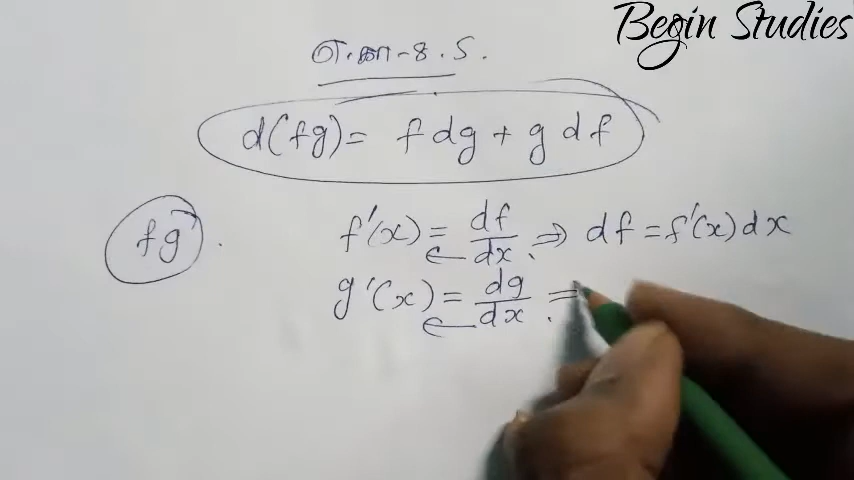 Begin Studies
எ.கா-8.5.
d(fg) = f dg + g df
fg .
f'(x) = df/dx . ⇒ df = f'(x) dx
g'(x) = dg/dx . =